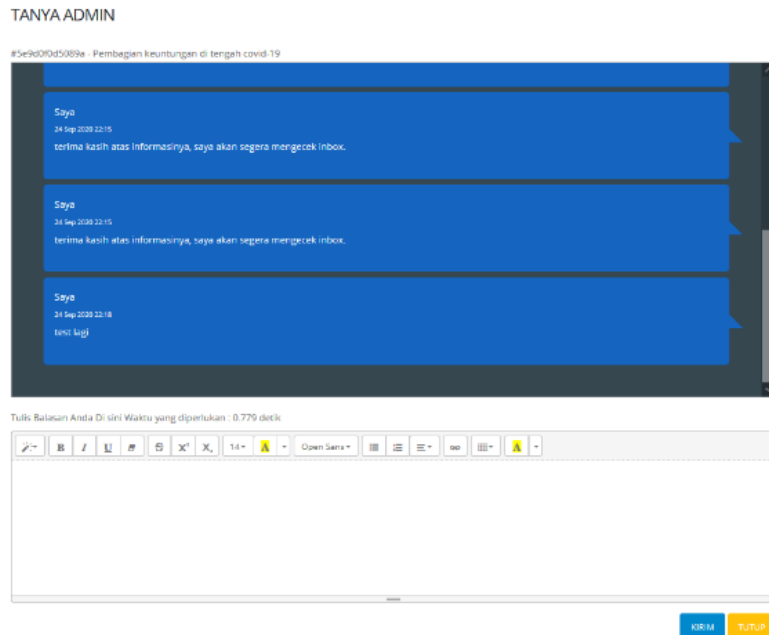 TANYA ADMIN
#5e9d0f0d5089a - Pembagian keuntungan di tengah covid-19
Saya
24 Sep 2020 22:15
terima kasih atas informasinya, saya akan segera mengecek inbox.
Saya
24 Sep 2020 22:15
terima kasih atas informasinya, saya akan segera mengecek inbox.
Saya
24 Sep 2020 22:18
test lagi
Tulis Balasan Anda Di sini Waktu yang diperlukan : 0.779 detik
B I U S X² X₂ 14 A Open Sans A
KIRIM TUTUP